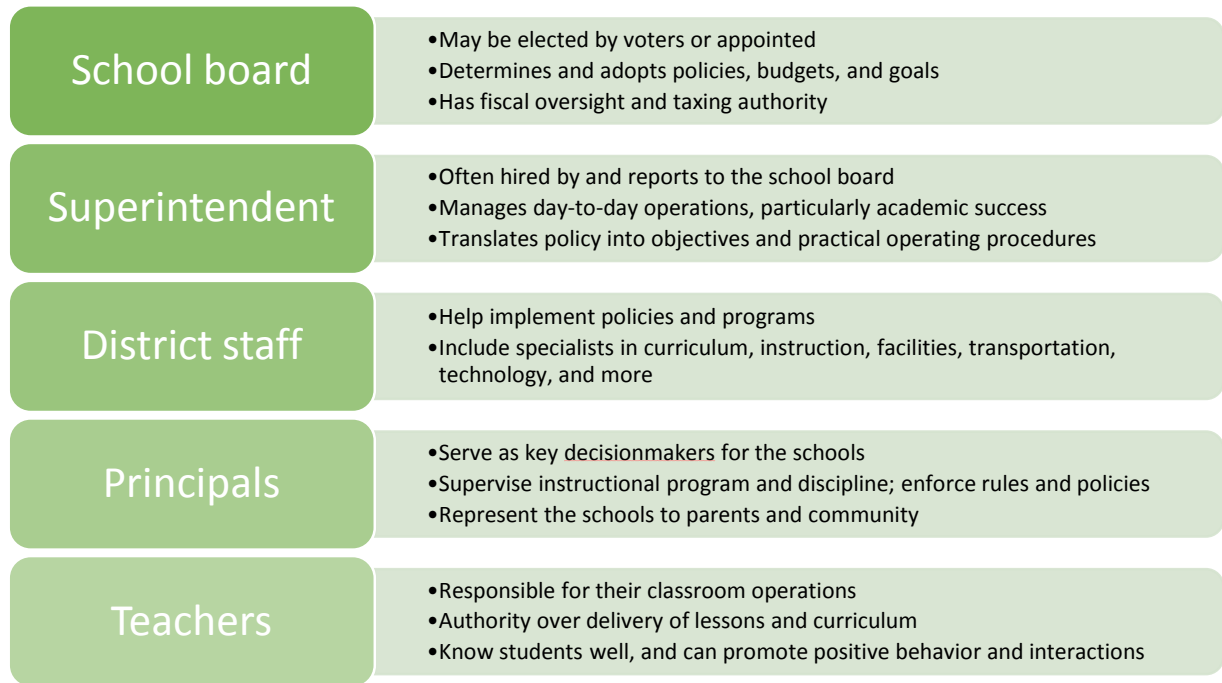 School board
•May be elected by voters or appointed
•Determines and adopts policies, budgets, and goals
•Has fiscal oversight and taxing authority
Superintendent
•Often hired by and reports to the school board
•Manages day-to-day operations, particularly academic success
•Translates policy into objectives and practical operating procedures
District staff
•Help implement policies and programs
•Include specialists in curriculum, instruction, facilities, transportation,
technology, and more
Principals
•Serve as key decisionmakers for the schools
•Supervise instructional program and discipline; enforce rules and policies
•Represent the schools to parents and community
Teachers
•Responsible for their classroom operations
•Authority over delivery of lessons and curriculum
•Know students well, and can promote positive behavior and interactions